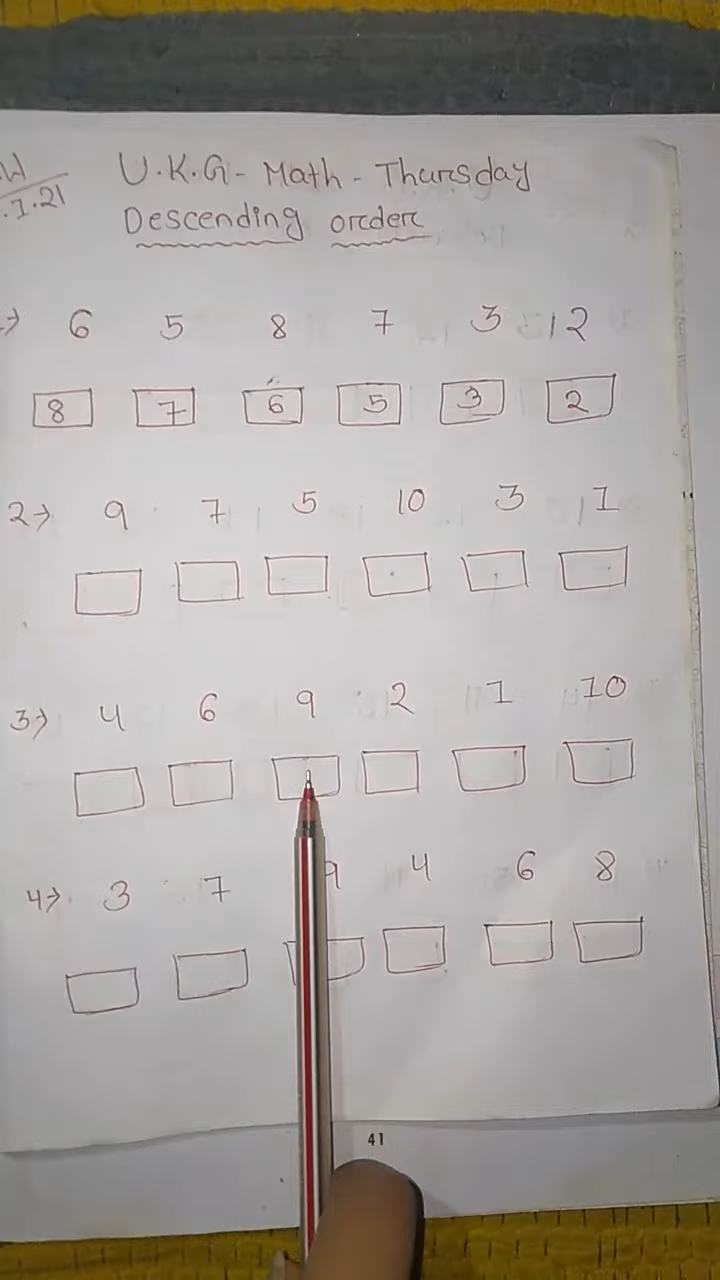 W
.1.21
U.K.G - Math - Thursday
Descending order
6 5 8 7 3 2
8 7 6 5 3 2
2→ 9 7 5 10 3 1
3→ 4 6 9 2 1 10
4→ 3 7 9 4 6 8
41